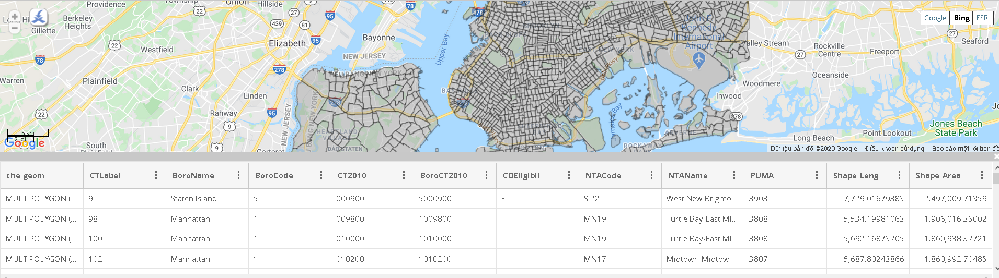 Providence
Union
Hillside
Berkeley
Heights
Gillette
Westfield
Elizabeth
Bayonne
NEW JERSEY
Upper Bay
Warren
Plainfield
Clark
Linden
Rahway
NEW JERSEY
South
John F.
Kennedy
International
Airport
Valley Stream
Rockville
Centre
Freeport
Seaford
Oceanside
Woodmere
Inwood
Long Beach
Point Lookout
Jones Beach
State Park
ĐẢO STATEN
Google Bing ESRI
5 km
2 mi
Google
Dữ liệu bản đồ ©2020 Google Điều khoản sử dụng Báo cáo một lỗi bản đồ
the_geom CTLabel BoroName BoroCode CT2010 BoroCT2010 CDEligibil NTACode NTAName PUMA Shape_Leng Shape_Area
MULTIPOLYGON (... 9 Staten Island 5 000900 5000900 E SI22 West New Brighto... 3903 7,729.01679383 2,497,009.71359
MULTIPOLYGON (... 98 Manhattan 1 009800 1009800 I MN19 Turtle Bay-East Mi... 3808 5,534.19981063 1,906,016.35002
MULTIPOLYGON (... 100 Manhattan 1 010000 1010000 I MN19 Turtle Bay-East Mi... 3808 5,692.16873705 1,860,938.37721
MULTIPOLYGON (... 102 Manhattan 1 010200 1010200 I MN17 Midtown-Midtow... 3807 5,687.80243866 1,860,992.70485